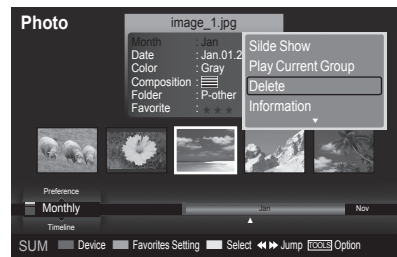 Photo
image_1.jpg
Month : Jan
Date : Jan.01.2
Color : Gray
Composition :
Folder : P-other
Favorite : ★ ★ ★
Silde Show
Play Current Group
Delete
Information
Preference
Monthly
Timeline
Jan
Nov
SUM Device Favorites Setting Select ◄◄ ►► Jump TOOLS Option